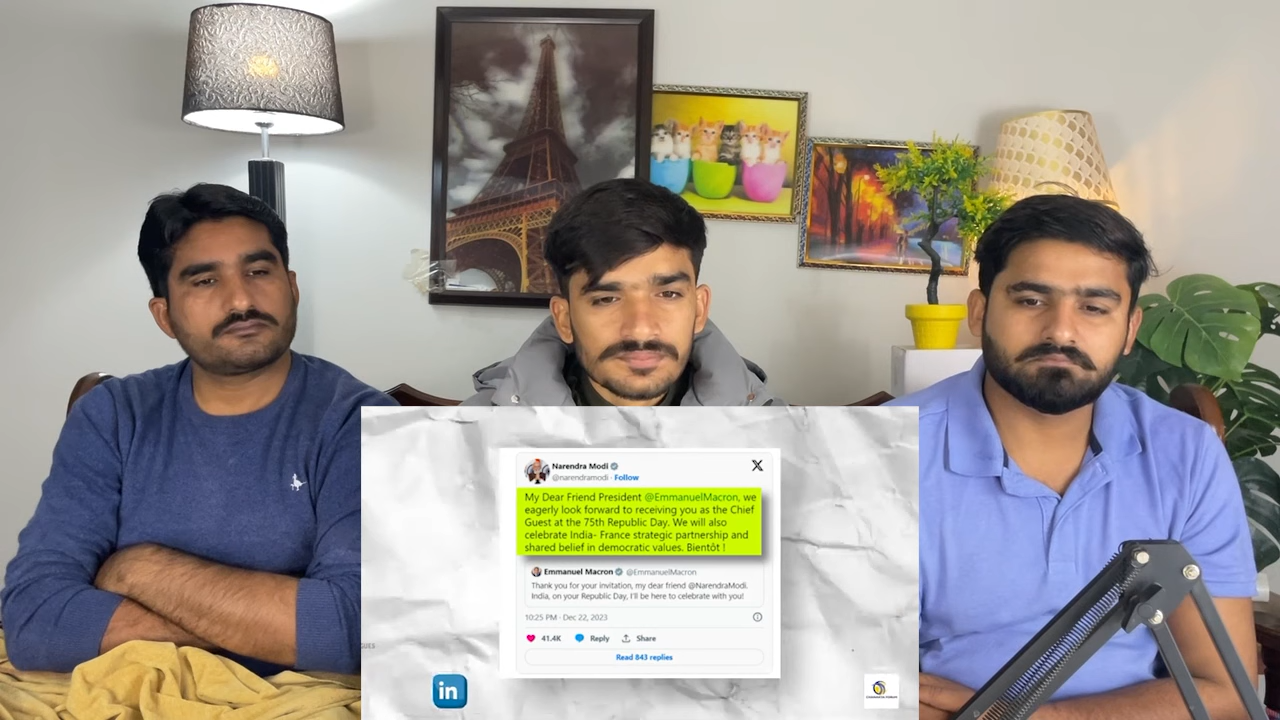 Narendra Modi
@narendramodi · Follow
My Dear Friend President @EmmanuelMacron, we
eagerly look forward to receiving you as the Chief
Guest at the 75th Republic Day. We will also
celebrate India- France strategic partnership and
shared belief in democratic values. Bientôt !
Emmanuel Macron @EmmanuelMacron
Thank you for your invitation, my dear friend @NarendraModi.
India, on your Republic Day, I'll be here to celebrate with you!
10:25 PM · Dec 22, 2023
41.4K Reply Share
Read 843 replies
in